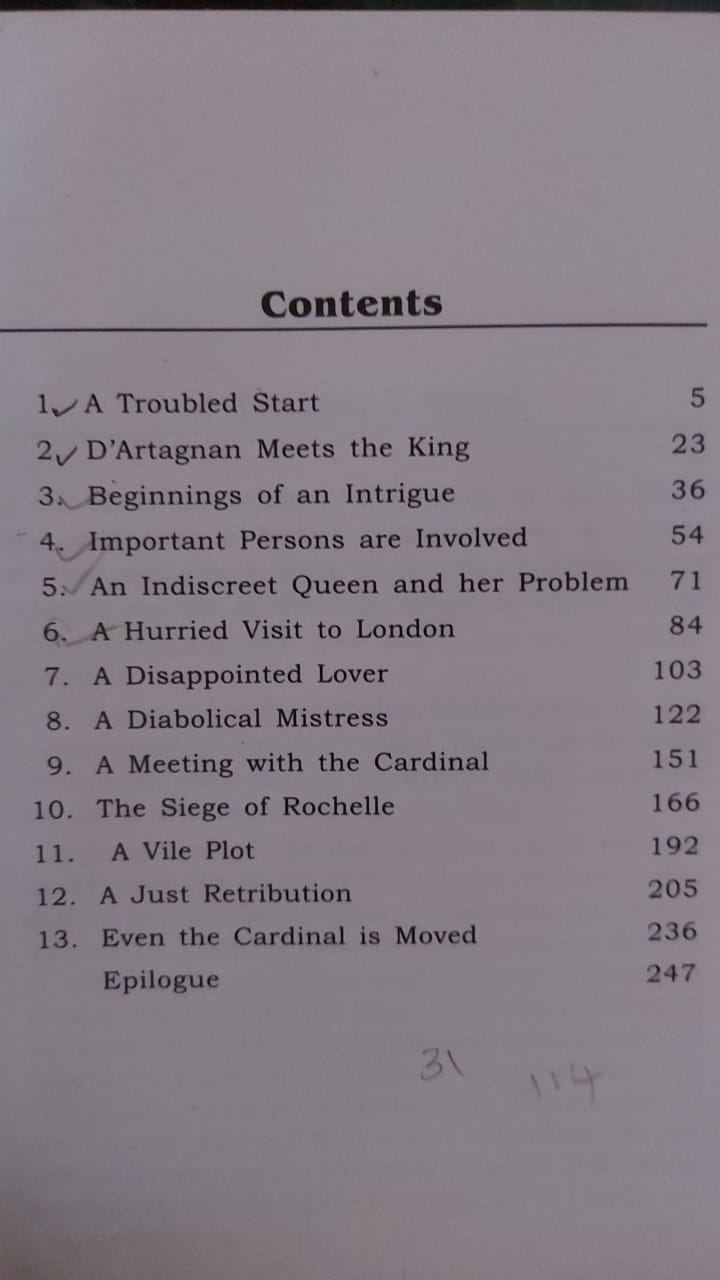 Contents
1. A Troubled Start 5
2. D'Artagnan Meets the King 23
3. Beginnings of an Intrigue 36
4. Important Persons are Involved 54
5. An Indiscreet Queen and her Problem 71
6. A Hurried Visit to London 84
7. A Disappointed Lover 103
8. A Diabolical Mistress 122
9. A Meeting with the Cardinal 151
10. The Siege of Rochelle 166
11. A Vile Plot 192
12. A Just Retribution 205
13. Even the Cardinal is Moved 236
Epilogue 247
31 114